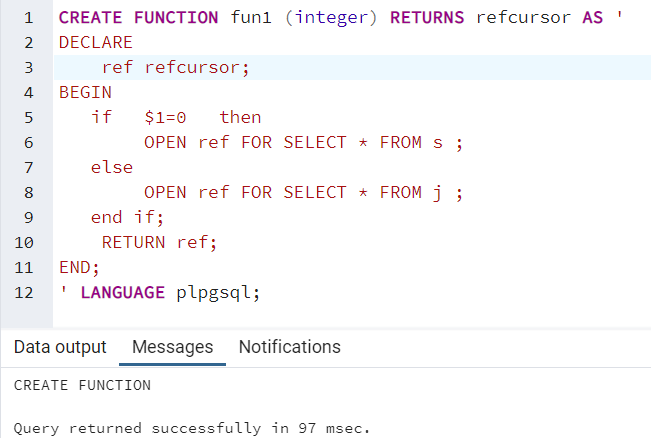 1 CREATE FUNCTION fun1 (integer) RETURNS refcursor AS '
2 DECLARE
3 ref refcursor;
4 BEGIN
5 if $1=0 then
6 OPEN ref FOR SELECT * FROM s ;
7 else
8 OPEN ref FOR SELECT * FROM j ;
9 end if;
10 RETURN ref;
11 END;
12 ' LANGUAGE plpgsql;
Data output Messages Notifications
CREATE FUNCTION
Query returned successfully in 97 msec.